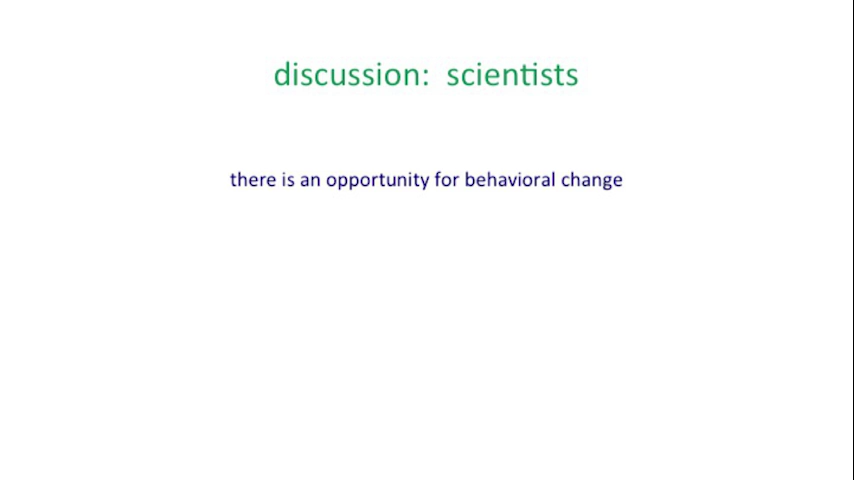 discussion:  scientists
there is an opportunity for behavioral change